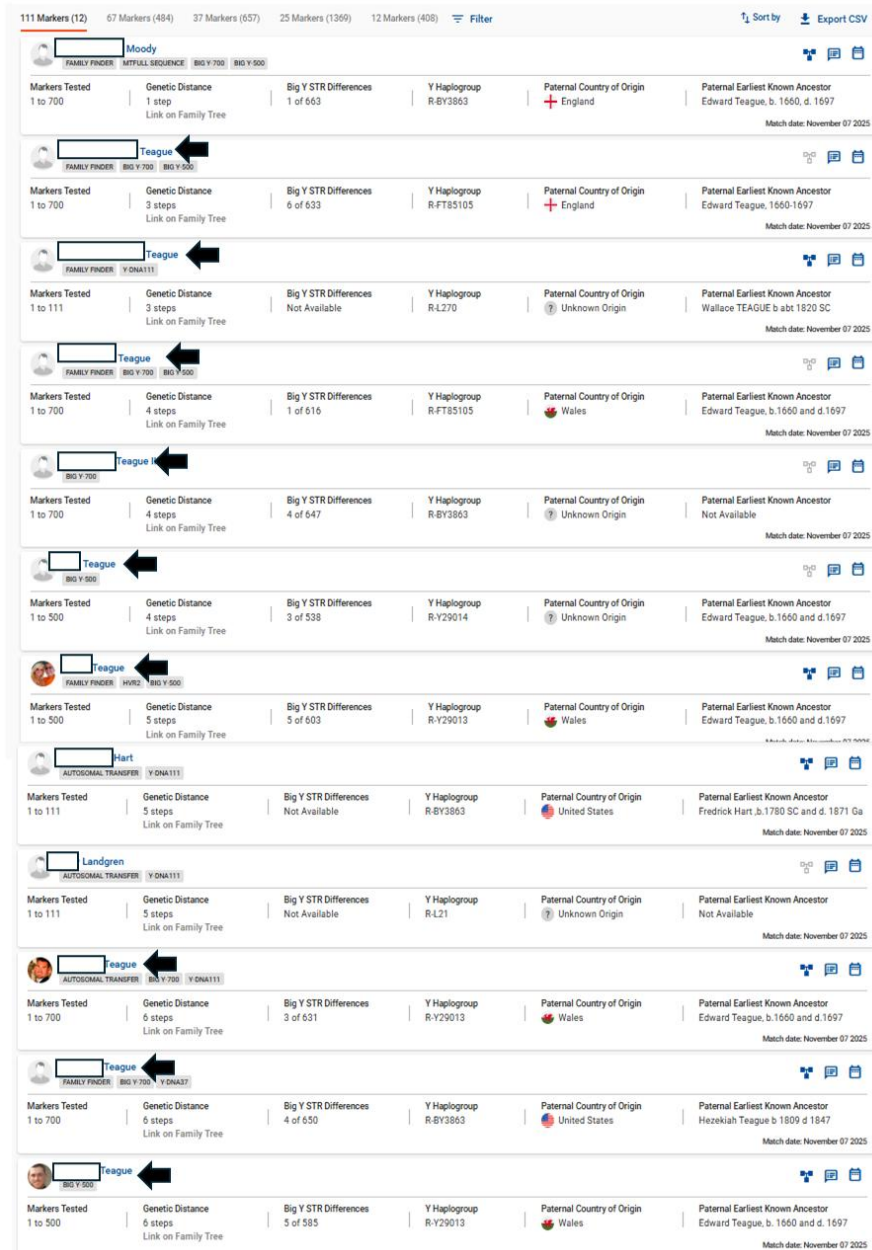 111 Markers (12) 67 Markers (484) 37 Markers (657) 25 Markers (1369) 12 Markers (408) Filter Sort by Export CSV
Moody
FAMILY FINDER MTFULL SEQUENCE BIG Y-700 BIG Y-500
Markers Tested Genetic Distance Big Y STR Differences Y Haplogroup Paternal Country of Origin Paternal Earliest Known Ancestor
1 to 700 1 step 1 of 663 R-BY3863 England Edward Teague, b. 1660, d. 1697
Link on Family Tree
Match date: November 07 2025
Teague
FAMILY FINDER BIG Y-700 BIG Y-500
Markers Tested Genetic Distance Big Y STR Differences Y Haplogroup Paternal Country of Origin Paternal Earliest Known Ancestor
1 to 700 3 steps 6 of 633 R-FT85105 England Edward Teague, 1660-1697
Link on Family Tree
Match date: November 07 2025
Teague
FAMILY FINDER Y-DNA111
Markers Tested Genetic Distance Big Y STR Differences Y Haplogroup Paternal Country of Origin Paternal Earliest Known Ancestor
1 to 111 3 steps Not Available R-L270 ? Unknown Origin Wallace TEAGUE b abt 1820 SC
Link on Family Tree
Match date: November 07 2025
Teague
FAMILY FINDER BIG Y-700 BIG Y-500
Markers Tested Genetic Distance Big Y STR Differences Y Haplogroup Paternal Country of Origin Paternal Earliest Known Ancestor
1 to 700 4 steps 1 of 616 R-FT85105 Wales Edward Teague, b.1660 and d.1697
Link on Family Tree
Match date: November 07 2025
Teague
BIG Y-700
Markers Tested Genetic Distance Big Y STR Differences Y Haplogroup Paternal Country of Origin Paternal Earliest Known Ancestor
1 to 700 4 steps 4 of 647 R-BY3863 ? Unknown Origin Not Available
Link on Family Tree
Match date: November 07 2025
Teague
BIG Y-500
Markers Tested Genetic Distance Big Y STR Differences Y Haplogroup Paternal Country of Origin Paternal Earliest Known Ancestor
1 to 500 4 steps 3 of 538 R-Y29014 ? Unknown Origin Edward Teague, b.1660 and d.1697
Link on Family Tree
Match date: November 07 2025
Teague
FAMILY FINDER HVR2 BIG Y-500
Markers Tested Genetic Distance Big Y STR Differences Y Haplogroup Paternal Country of Origin Paternal Earliest Known Ancestor
1 to 500 5 steps 5 of 603 R-Y29013 Wales Edward Teague, b.1660 and d.1697
Link on Family Tree
Hart
AUTOSOMAL TRANSFER Y-DNA111
Markers Tested Genetic Distance Big Y STR Differences Y Haplogroup Paternal Country of Origin Paternal Earliest Known Ancestor
1 to 111 5 steps Not Available R-BY3863 United States Fredrick Hart ,b.1780 SC and d. 1871 Ga
Link on Family Tree
Match date: November 07 2025
Landgren
AUTOSOMAL TRANSFER Y-DNA111
Markers Tested Genetic Distance Big Y STR Differences Y Haplogroup Paternal Country of Origin Paternal Earliest Known Ancestor
1 to 111 5 steps Not Available R-L21 ? Unknown Origin Not Available
Link on Family Tree
Match date: November 07 2025
Teague
AUTOSOMAL TRANSFER BIG Y-700 Y-DNA111
Markers Tested Genetic Distance Big Y STR Differences Y Haplogroup Paternal Country of Origin Paternal Earliest Known Ancestor
1 to 700 6 steps 3 of 631 R-Y29013 Wales Edward Teague, b.1660 and d.1697
Link on Family Tree
Match date: November 07 2025
Teague
FAMILY FINDER BIG Y-700 Y-DNA37
Markers Tested Genetic Distance Big Y STR Differences Y Haplogroup Paternal Country of Origin Paternal Earliest Known Ancestor
1 to 700 6 steps 4 of 650 R-BY3863 United States Hezekiah Teague b 1809 d 1847
Link on Family Tree
Match date: November 07 2025
Teague
BIG Y-500
Markers Tested Genetic Distance Big Y STR Differences Y Haplogroup Paternal Country of Origin Paternal Earliest Known Ancestor
1 to 500 6 steps 5 of 585 R-Y29013 Wales Edward Teague, b. 1660 and d. 1697
Link on Family Tree
Match date: November 07 2025